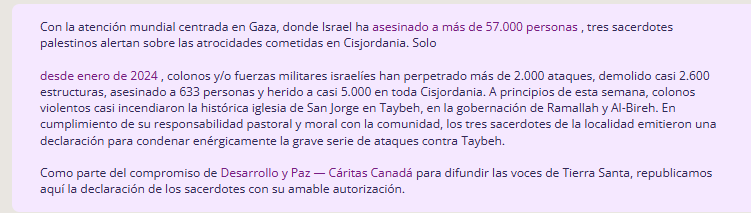 Con la atención mundial centrada en Gaza, donde Israel ha asesinado a más de 57.000 personas , tres sacerdotes
palestinos alertan sobre las atrocidades cometidas en Cisjordania. Solo
desde enero de 2024 , colonos y/o fuerzas militares israelíes han perpetrado más de 2.000 ataques, demolido casi 2.600
estructuras, asesinado a 633 personas y herido a casi 5.000 en toda Cisjordania. A principios de esta semana, colonos
violentos casi incendiaron la histórica iglesia de San Jorge en Taybeh, en la gobernación de Ramallah y Al-Bireh. En
cumplimiento de su responsabilidad pastoral y moral con la comunidad, los tres sacerdotes de la localidad emitieron una
declaración para condenar enérgicamente la grave serie de ataques contra Taybeh.
Como parte del compromiso de Desarrollo y Paz — Cáritas Canadá para difundir las voces de Tierra Santa, republicamos
aquí la declaración de los sacerdotes con su amable autorización.